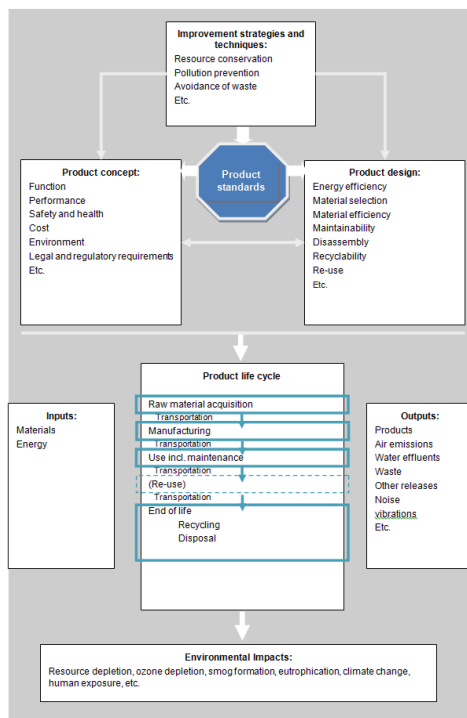 Improvement strategies and
techniques:
Resource conservation
Pollution prevention
Avoidance of waste
Etc.
Product concept:
Function
Performance
Safety and health
Cost
Environment
Legal and regulatory requirements
Etc.
Product
standards
Product design:
Energy efficiency
Material selection
Material efficiency
Maintainability
Disassembly
Recyclability
Re-use
Etc.
Inputs:
Materials
Energy
Product life cycle
Raw material acquisition
Transportation
Manufacturing
Transportation
Use incl. maintenance
Transportation
(Re-use)
Transportation
End of life
Recycling
Disposal
Outputs:
Products
Air emissions
Water effluents
Waste
Other releases
Noise
vibrations
Etc.
Environmental Impacts:
Resource depletion, ozone depletion, smog formation, eutrophication, climate change,
human exposure, etc.